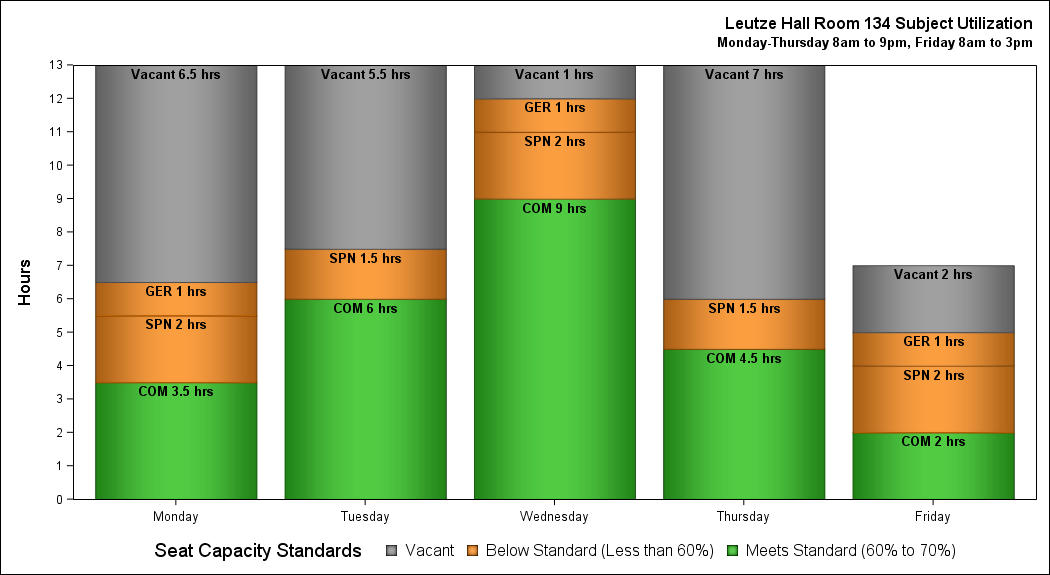 Leutze Hall Room 134 Subject Utilization
Monday-Thursday 8am to 9pm, Friday 8am to 3pm
Hours
13
12
11
10
9
8
7
6
5
4
3
2
1
0
Vacant 6.5 hrs
GER 1 hrs
SPN 2 hrs
COM 3.5 hrs
Vacant 5.5 hrs
SPN 1.5 hrs
COM 6 hrs
Vacant 1 hrs
GER 1 hrs
SPN 2 hrs
COM 9 hrs
Vacant 7 hrs
SPN 1.5 hrs
COM 4.5 hrs
Vacant 2 hrs
GER 1 hrs
SPN 2 hrs
COM 2 hrs
Monday Tuesday Wednesday Thursday Friday
Seat Capacity Standards Vacant Below Standard (Less than 60%) Meets Standard (60% to 70%)